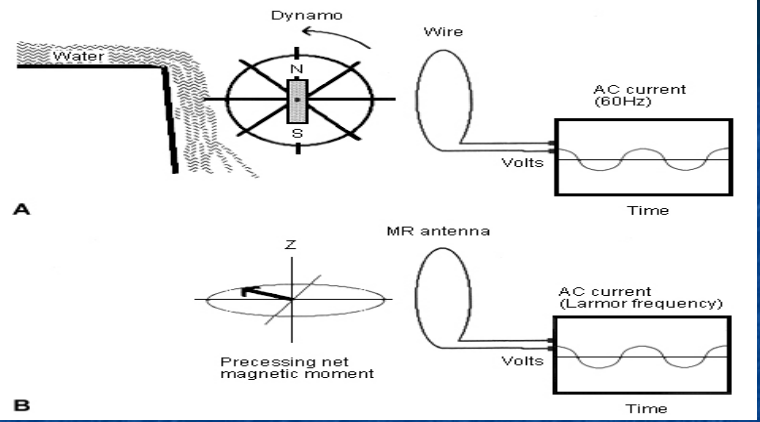 Dynamo
Wire
Water
N
S
AC current
(60Hz)
Volts
Time
A
MR antenna
Z
AC current
(Larmor frequency)
Volts
Precessing net
magnetic moment
Time
B